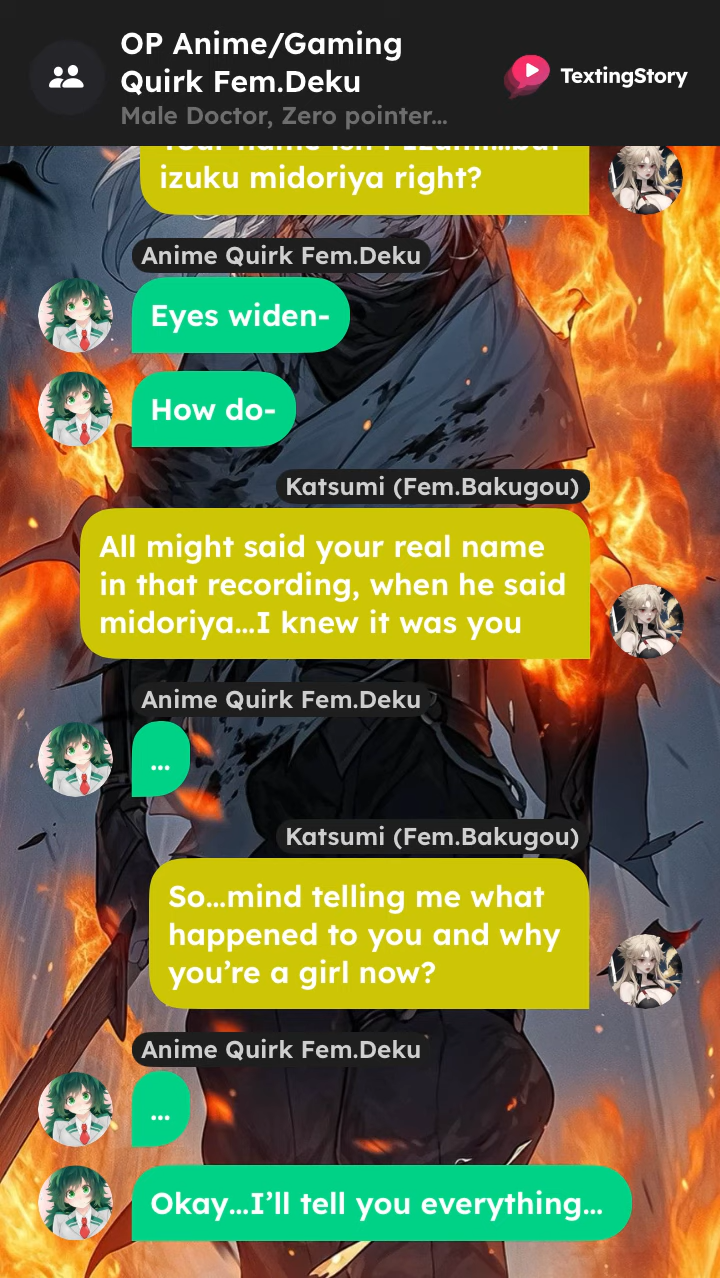 OP Anime/Gaming
Quirk Fem.Deku
Male Doctor, Zero pointer...
TextingStory
izuku midoriya right?
Anime Quirk Fem.Deku
Eyes widen-
How do-
Katsumi (Fem.Bakugou)
All might said your real name
in that recording, when he said
midoriya...I knew it was you
Anime Quirk Fem.Deku
...
Katsumi (Fem.Bakugou)
So...mind telling me what
happened to you and why
you’re a girl now?
Anime Quirk Fem.Deku
...
Okay...I’ll tell you everything...